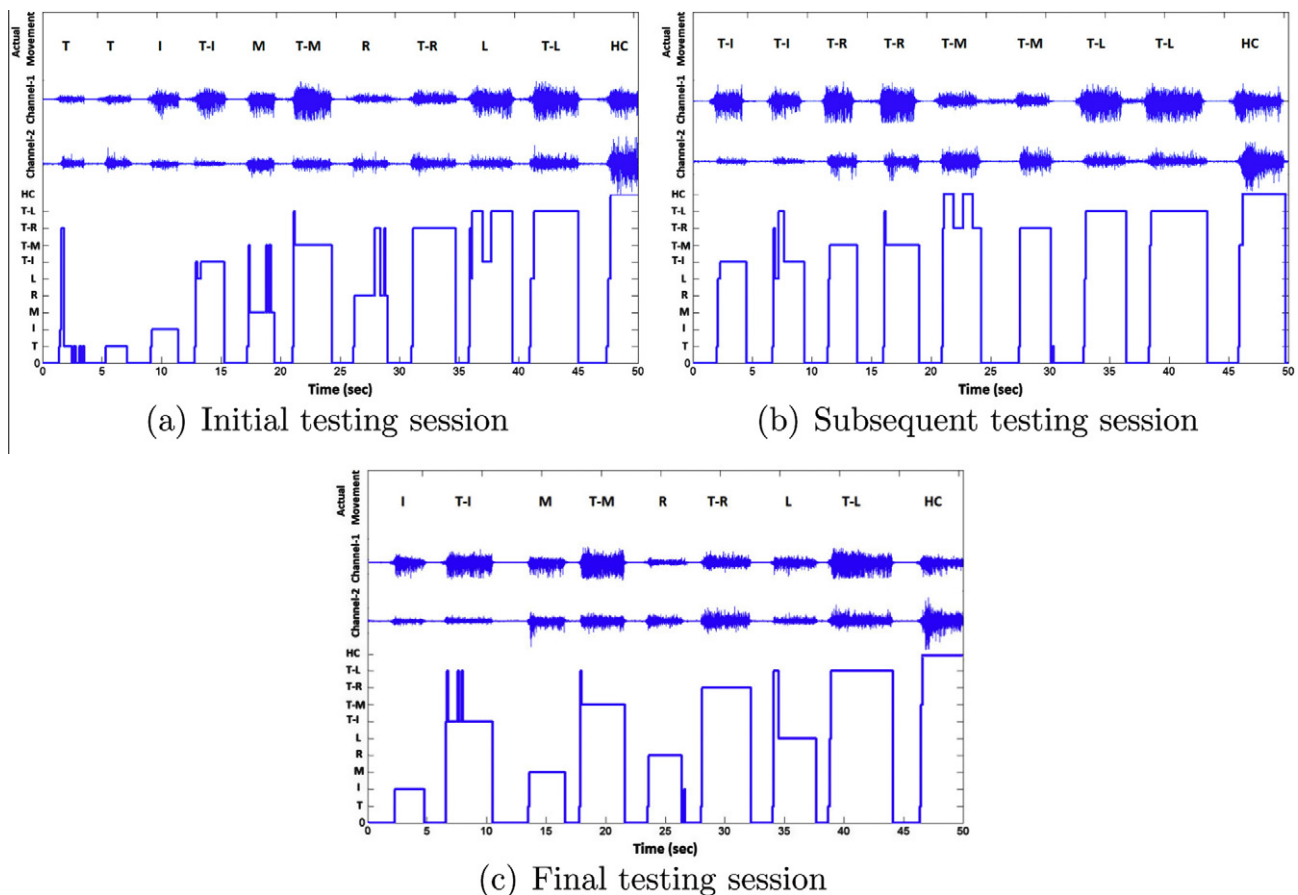 Actual
Movement
T T I T-I M T-M R T-R L T-L HC
Channel-1
Channel-2
HC
T-L
T-R
T-M
T-I
L
R
M
I
T
0
0 5 10 15 20 25 30 35 40 45 50
Time (sec)
(a) Initial testing session
Actual
Movement
T-I T-I T-R T-R T-M T-M T-L T-L HC
Channel-1
Channel-2
HC
T-L
T-R
T-M
T-I
L
R
M
I
T
0
0 5 10 15 20 25 30 35 40 45 50
Time (sec)
(b) Subsequent testing session
Actual
Movement
I T-I M T-M R T-R L T-L HC
Channel-1
Channel-2
HC
T-L
T-R
T-M
T-I
L
R
M
I
T
0
0 5 10 15 20 25 30 35 40 45 50
Time (sec)
(c) Final testing session